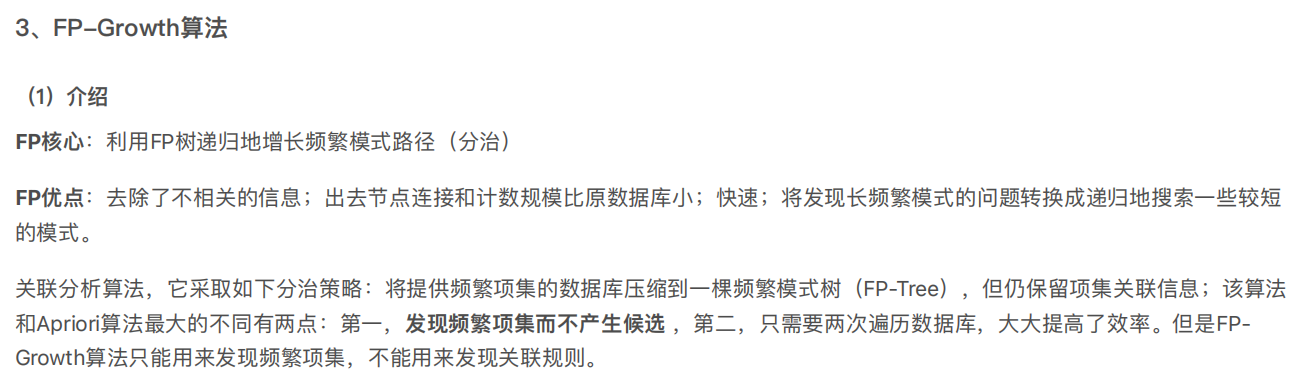 3、FP–Growth算法
（1）介绍
FP核心：利用FP树递归地增长频繁模式路径（分治）
FP优点：去除了不相关的信息；出去节点连接和计数规模比原数据库小；快速；将发现长频繁模式的问题转换成递归地搜索一些较短
的模式。
关联分析算法，它采取如下分治策略：将提供频繁项集的数据库压缩到一棵频繁模式树（FP-Tree），但仍保留项集关联信息；该算法
和Apriori算法最大的不同有两点：第一，发现频繁项集而不产生候选 ，第二，只需要两次遍历数据库，大大提高了效率。但是FP-
Growth算法只能用来发现频繁项集，不能用来发现关联规则。